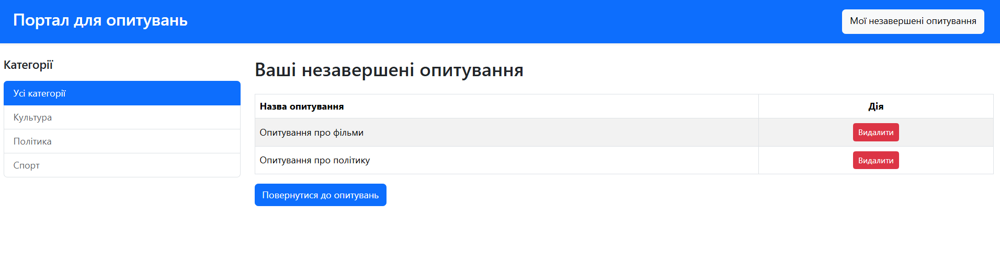 Портал для опитувань
Мої незавершені опитування
Категорії
Усі категорії
Культура
Політика
Спорт
Ваші незавершені опитування
Назва опитування Дія
Опитування про фільми Видалити
Опитування про політику Видалити
Повернутися до опитувань